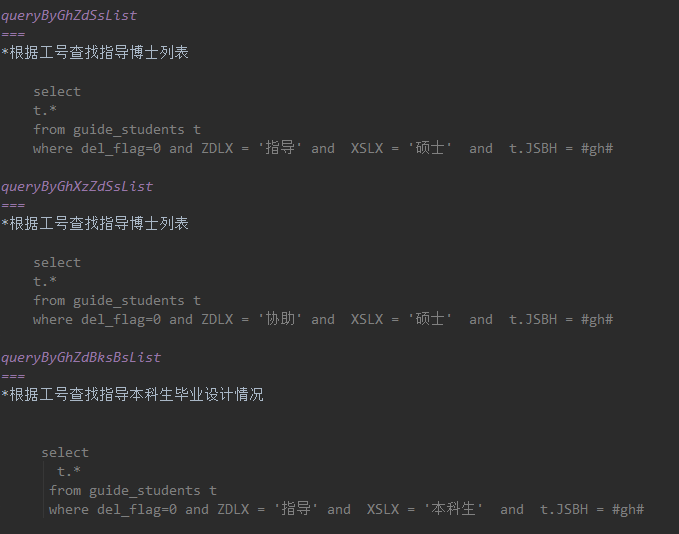 queryByGhZdSsList
===
*根据工号查找指导博士列表
select
t.*
from guide_students t
where del_flag=0 and ZDLX = '指导' and  XSLX = '硕士'  and  t.JSBH = #gh#
queryByGhXzZdSsList
===
*根据工号查找指导博士列表
select
t.*
from guide_students t
where del_flag=0 and ZDLX = '协助' and  XSLX = '硕士'  and  t.JSBH = #gh#
queryByGhZdBksBsList
===
*根据工号查找指导本科生毕业设计情况
select
t.*
from guide_students t
where del_flag=0 and ZDLX = '指导' and  XSLX = '本科生'  and  t.JSBH = #gh#